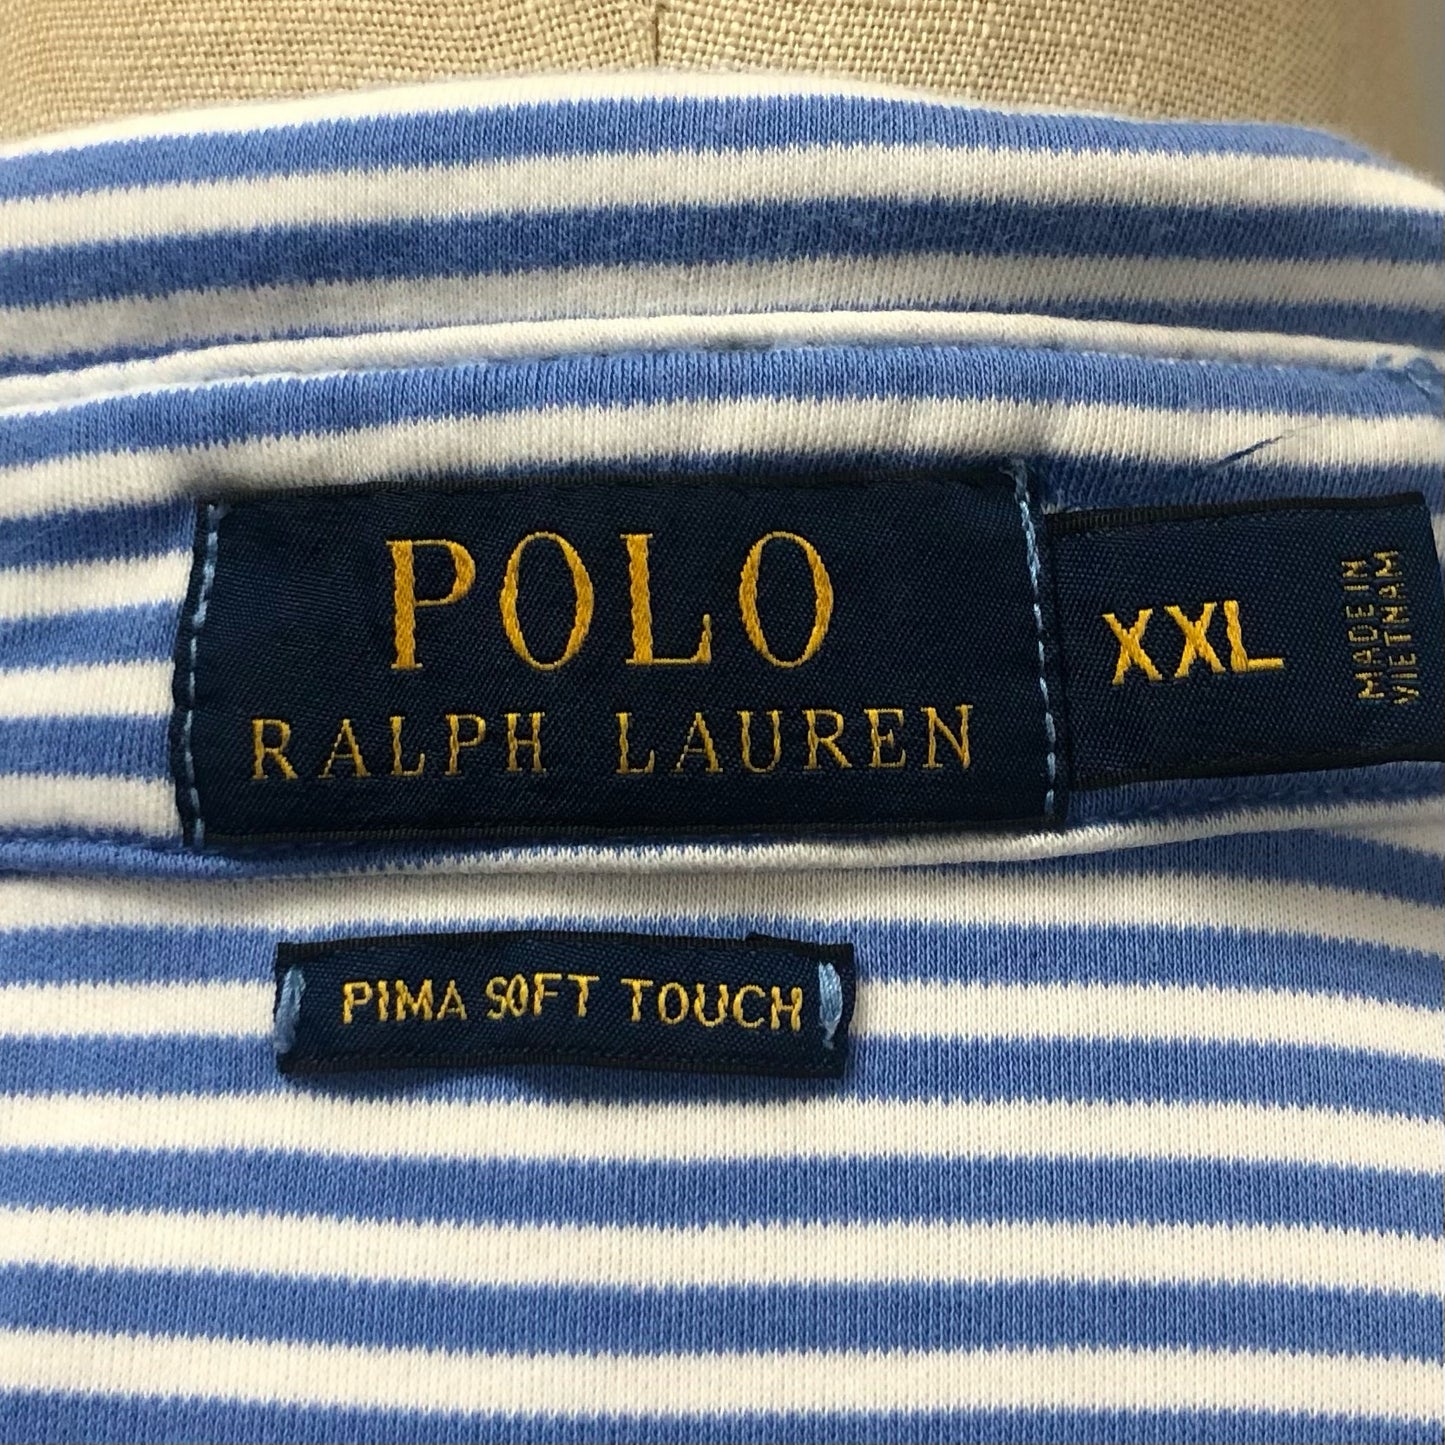 POLO
RALPH LAUREN
XXL
MADE IN
VIETNAM
PIMA SOFT TOUCH